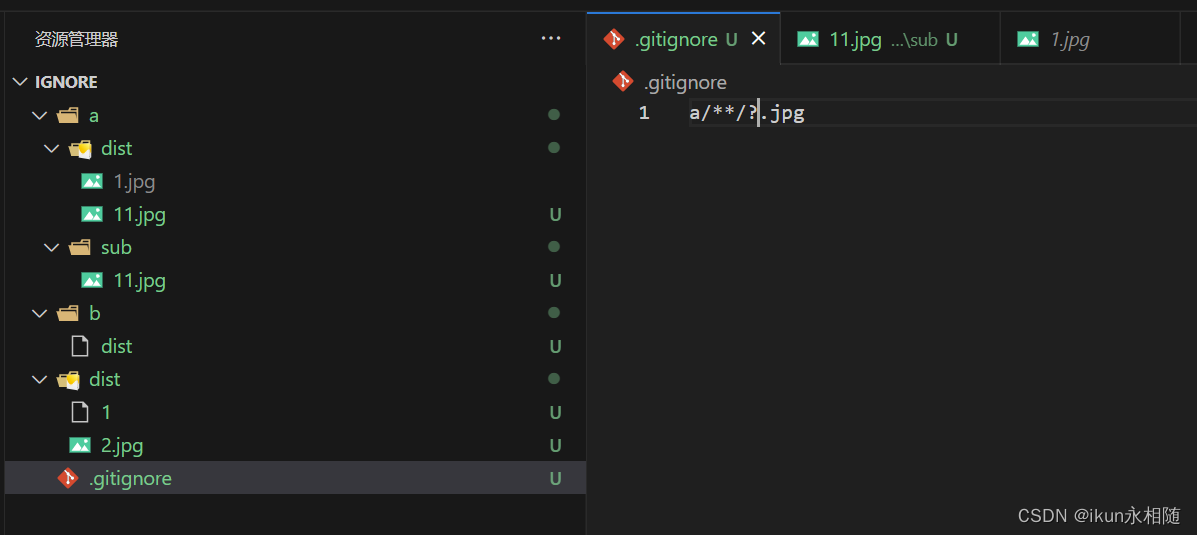 资源管理器 ...
IGNORE
a
dist
1.jpg
11.jpg U
sub
11.jpg U
b
dist U
dist
1 U
2.jpg U
.gitignore U
.gitignore U 11.jpg ...\sub U 1.jpg
.gitignore
1 a/**/?.jpg
CSDN @ikun永相随